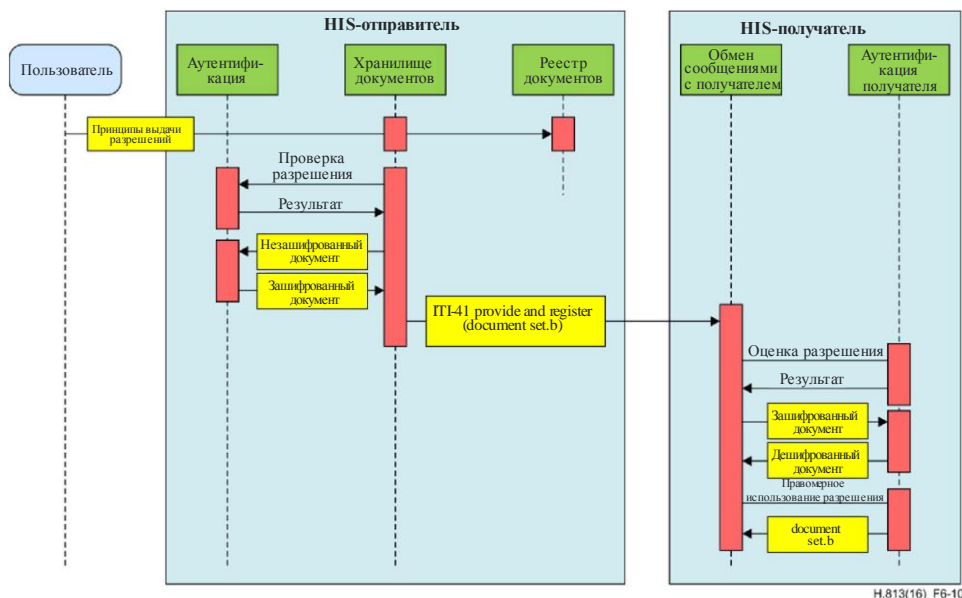 HIS-отправитель
HIS-получатель
Пользователь
Аутентифи-
кация
Хранилище
документов
Реестр
документов
Обмен
сообщениями
с получателем
Аутентифи-
кация
получателя
Принципы выдачи
разрешений
Проверка
разрешения
Результат
Незашифрованный
документ
Зашифрованный
документ
ITI-41 provide and register
(document set.b)
Оценка разрешения
Результат
Зашифрованный
документ
Дешифрованный
документ
Правомерное
использование разрешения
document
set.b
H.813(16)_F6-10